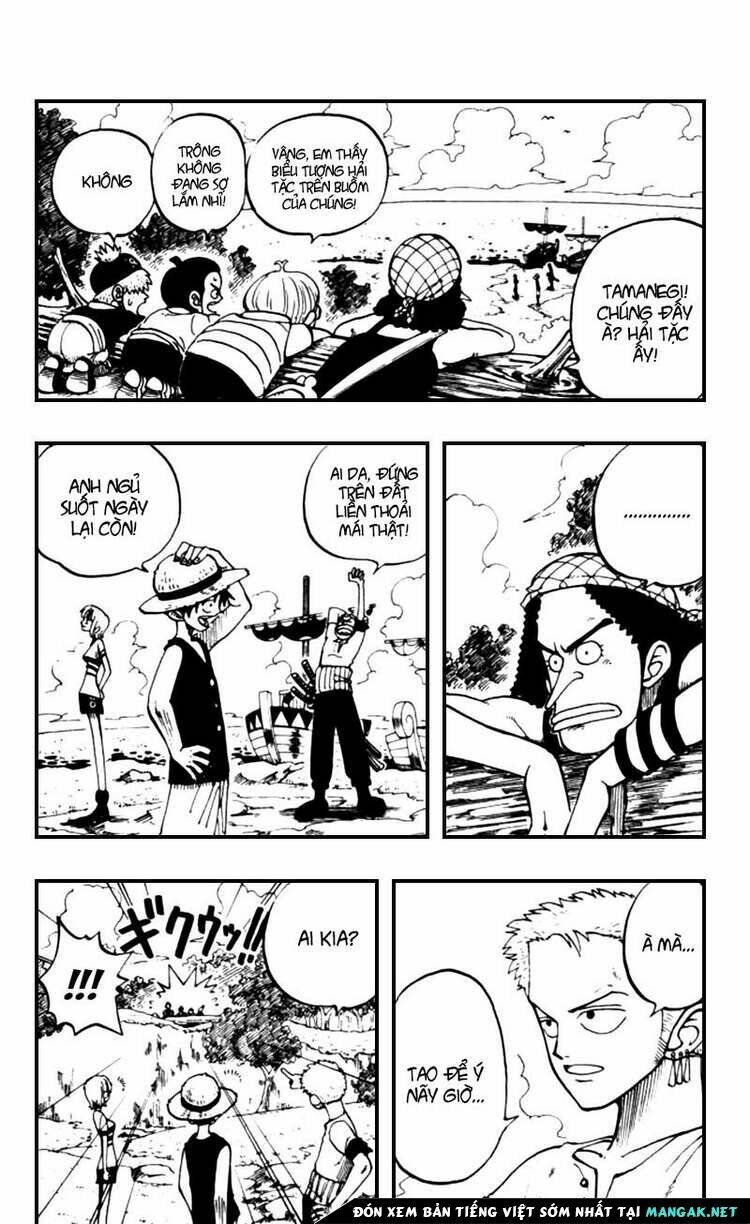 TAMANEGI!
CHÚNG ĐẤY
À? HẢI TẶC
ẤY!
VÂNG, EM THẤY
BIỂU TƯỢNG HẢI
TẶC TRÊN BUỒM
CỦA CHÚNG!
TRÔNG
KHÔNG
ĐANG SỢ
LẮM NHỈ!
KHÔNG
...............
AI DA, ĐỨNG
TRÊN ĐẤT
LIỀN THOẢI
MÁI THẬT!
ANH NGỦ
SUỐT NGÀY
LẠI CÒN!
À MÀ...
TAO ĐỂ Ý
NÃY GIỜ...
AI KIA?
ギクウッ!!
!!!
ĐÓN XEM BẢN TIẾNG VIỆT SỚM NHẤT TẠI MANGAK.NET